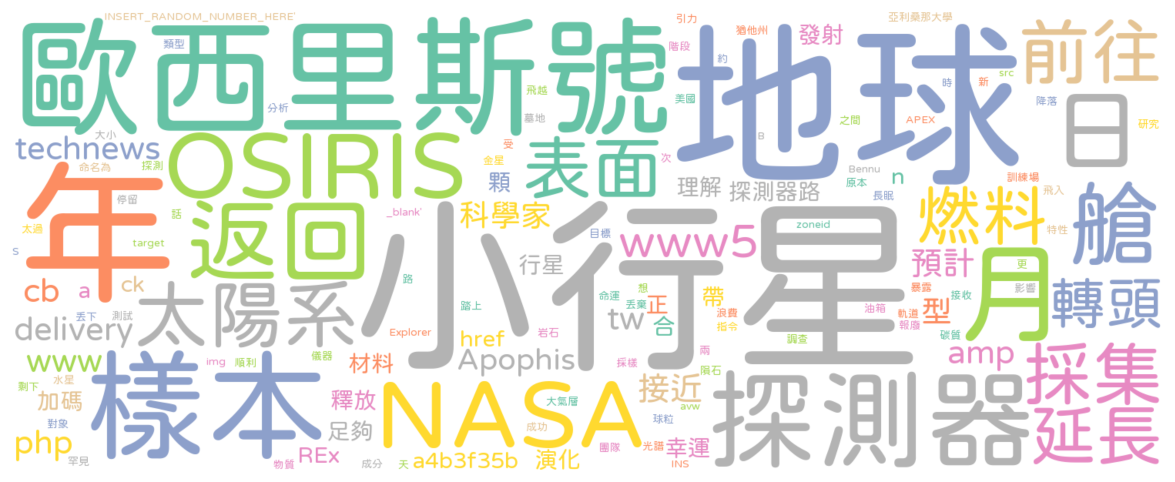 INSERT_RANDOM_NUMBER_HERE'
引力
亞利桑那大學
類型
階段
猶他州
發射
前往
歐西里斯號
地球
約
時
新
src
飛越
美國
降落
日
分析
墓地
之間
APEX
B
研究
大小
technews
OSIRIS
受
金星
次
表面
探測
命名為
顆
理解
探測器路
Bennu
原本
n
長眠
訓練場
飛入
年
停留
返回
話
_blank'
科學家
目標
www5
zoneid
燃料
特性
艙
太過
target
s
小行星
行星
路
踏上
預計
更
月
cb
a
ck
太陽系
想
命運
丟棄
正
帶
暴露
接收
影響
轉頭
丟下
測試
delivery
Explorer
href
岩石
tw
合
浪費
指令
油箱
軌道
報廢
型
碳質
www
img
順利
儀器
材料
Apophis
採樣
兩
隕石
調查
amp
採集
剩下
水星
加碼
樣本
釋放
NASA
大氣層
接近
球粒
avw
探測器
延長
對象
php
罕見
足夠
成功
團隊
光譜
幸運
物質
REx
成分
天
a4b3f35b
演化
INS